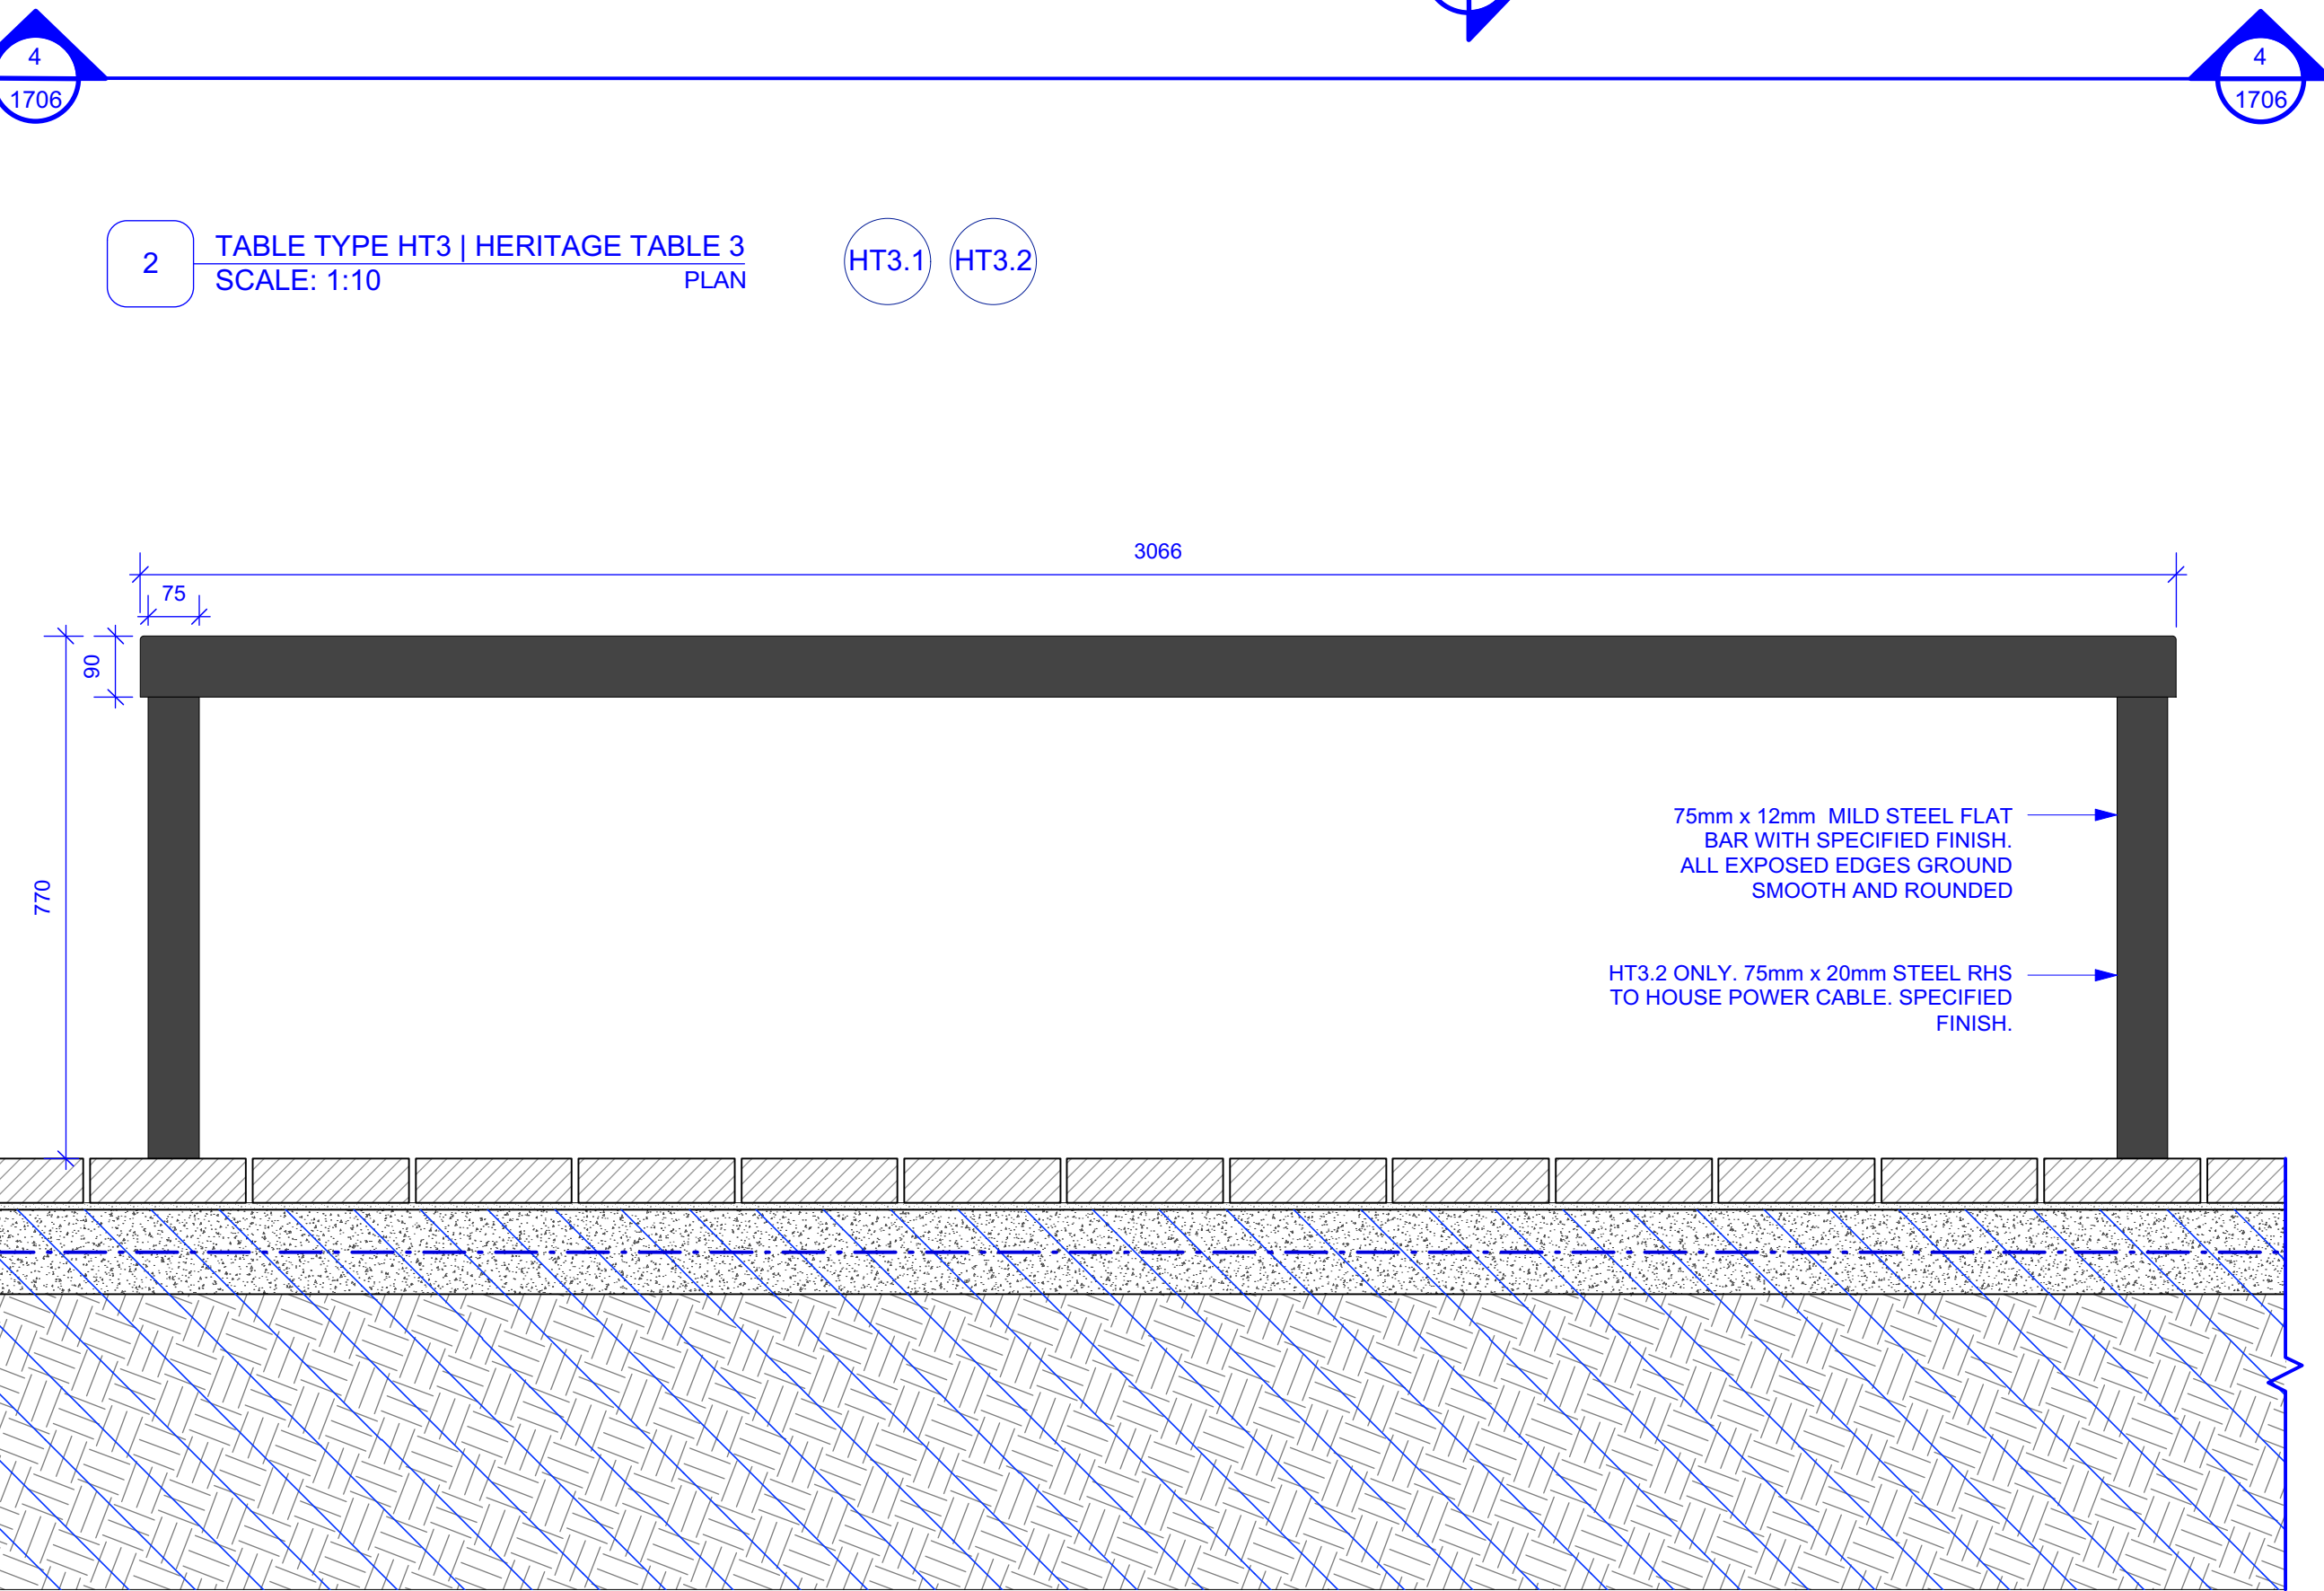 4
1706
4
1706
2
TABLE TYPE HT3 | HERITAGE TABLE 3
SCALE: 1:10
PLAN
HT3.1
HT3.2
3066
75
90
770
75mm x 12mm  MILD STEEL FLAT
BAR WITH SPECIFIED FINISH.
ALL EXPOSED EDGES GROUND
SMOOTH AND ROUNDED
HT3.2 ONLY. 75mm x 20mm STEEL RHS
TO HOUSE POWER CABLE. SPECIFIED
FINISH.